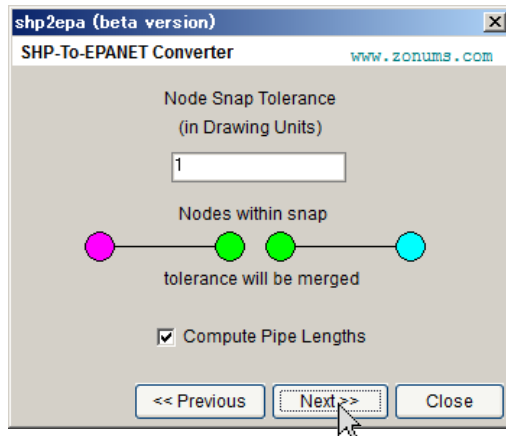 shp2epa (beta version)
SHP-To-EPANET Converter
www.zonums.com
Node Snap Tolerance
(in Drawing Units)
1
Nodes within snap
tolerance will be merged
Compute Pipe Lengths
<< Previous
Next >>
Close